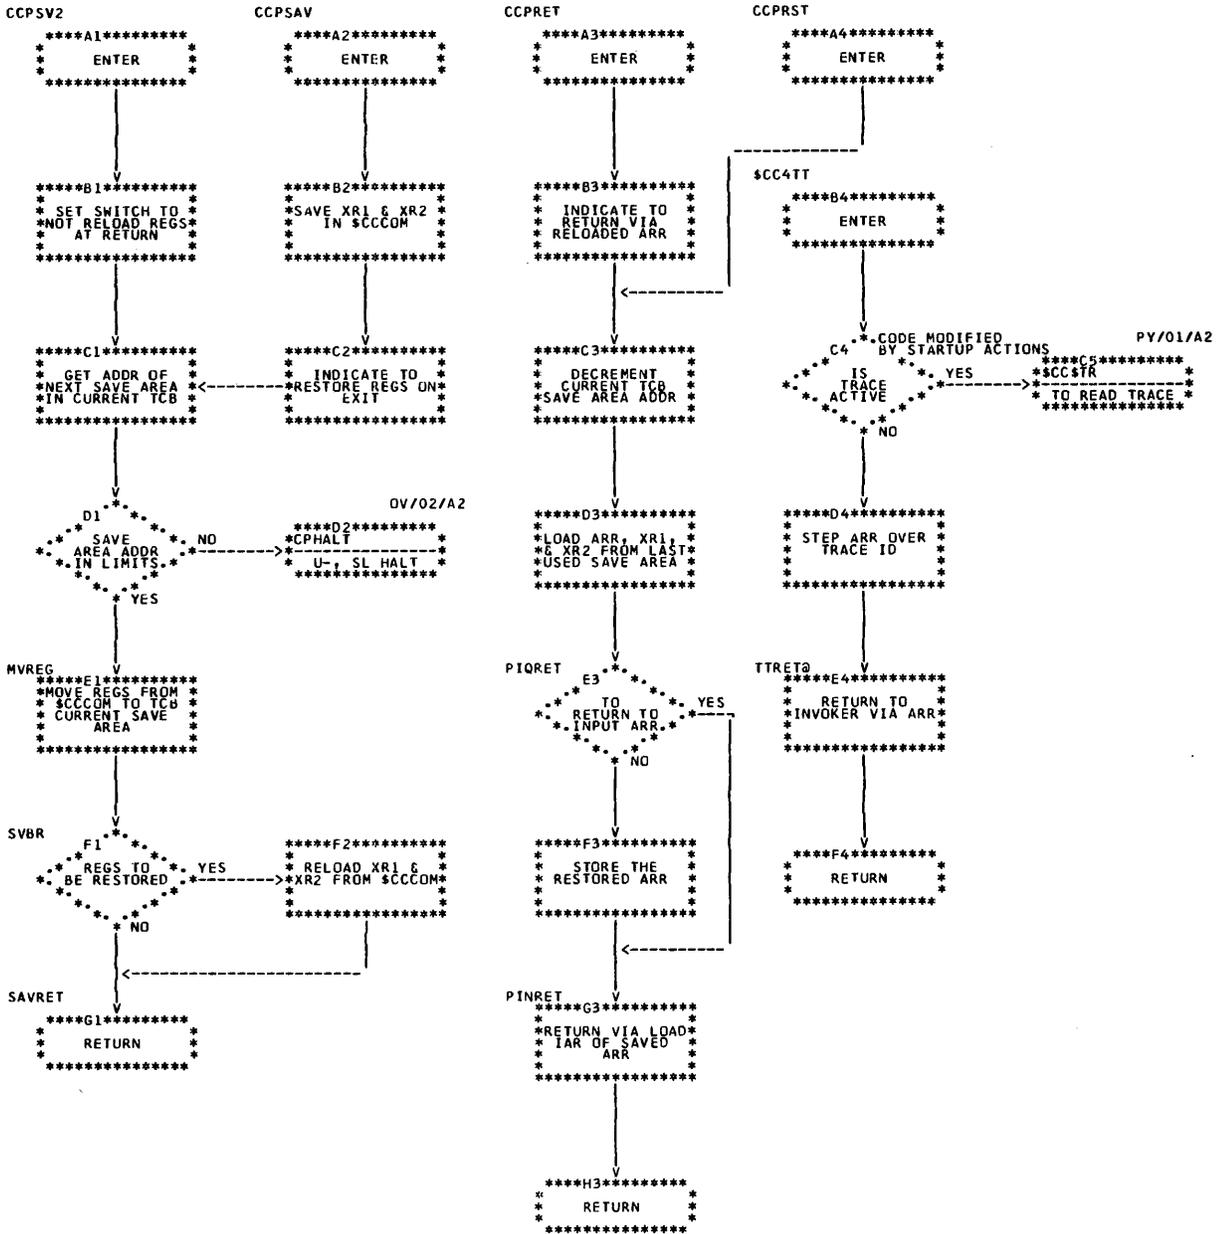 CCPSV2
****A1*********
ENTER
B1
SET SWITCH TO
NOT RELOAD REGS
AT RETURN
C1
GET ADDR OF
NEXT SAVE AREA
IN CURRENT TCB
D1
SAVE
AREA ADDR
IN LIMITS
NO
YES
MVREG
E1
MOVE REGS FROM
$CCCOM TO TCB
CURRENT SAVE
AREA
SVBR
F1
REGS TO
BE RESTORED
YES
NO
SAVRET
****G1*********
RETURN
CCPSAV
****A2*********
ENTER
B2
SAVE XR1 & XR2
IN $CCCOM
C2
INDICATE TO
RESTORE REGS ON
EXIT
OV/02/A2
****D2*********
CPHALT
U-, SL HALT
F2
RELOAD XR1 &
XR2 FROM $CCCOM
CCPRET
****A3*********
ENTER
B3
INDICATE TO
RETURN VIA
RELOADED ARR
C3
DECREMENT
CURRENT TCB
SAVE AREA ADDR
D3
LOAD ARR, XR1,
& XR2 FROM LAST
USED SAVE AREA
PIQRET
E3
TO
RETURN TO
INPUT ARR
YES
NO
F3
STORE THE
RESTORED ARR
PINRET
G3
RETURN VIA LOAD
IAR OF SAVED
ARR
****H3*********
RETURN
CCPRST
****A4*********
ENTER
$CC4TT
****B4*********
ENTER
C4
CODE MODIFIED
BY STARTUP ACTIONS
IS
TRACE
ACTIVE
YES
NO
PY/01/A2
****C5*********
$CC$TR
TO READ TRACE
D4
STEP ARR OVER
TRACE ID
TTRET@
E4
RETURN TO
INVOKER VIA ARR
****F4*********
RETURN